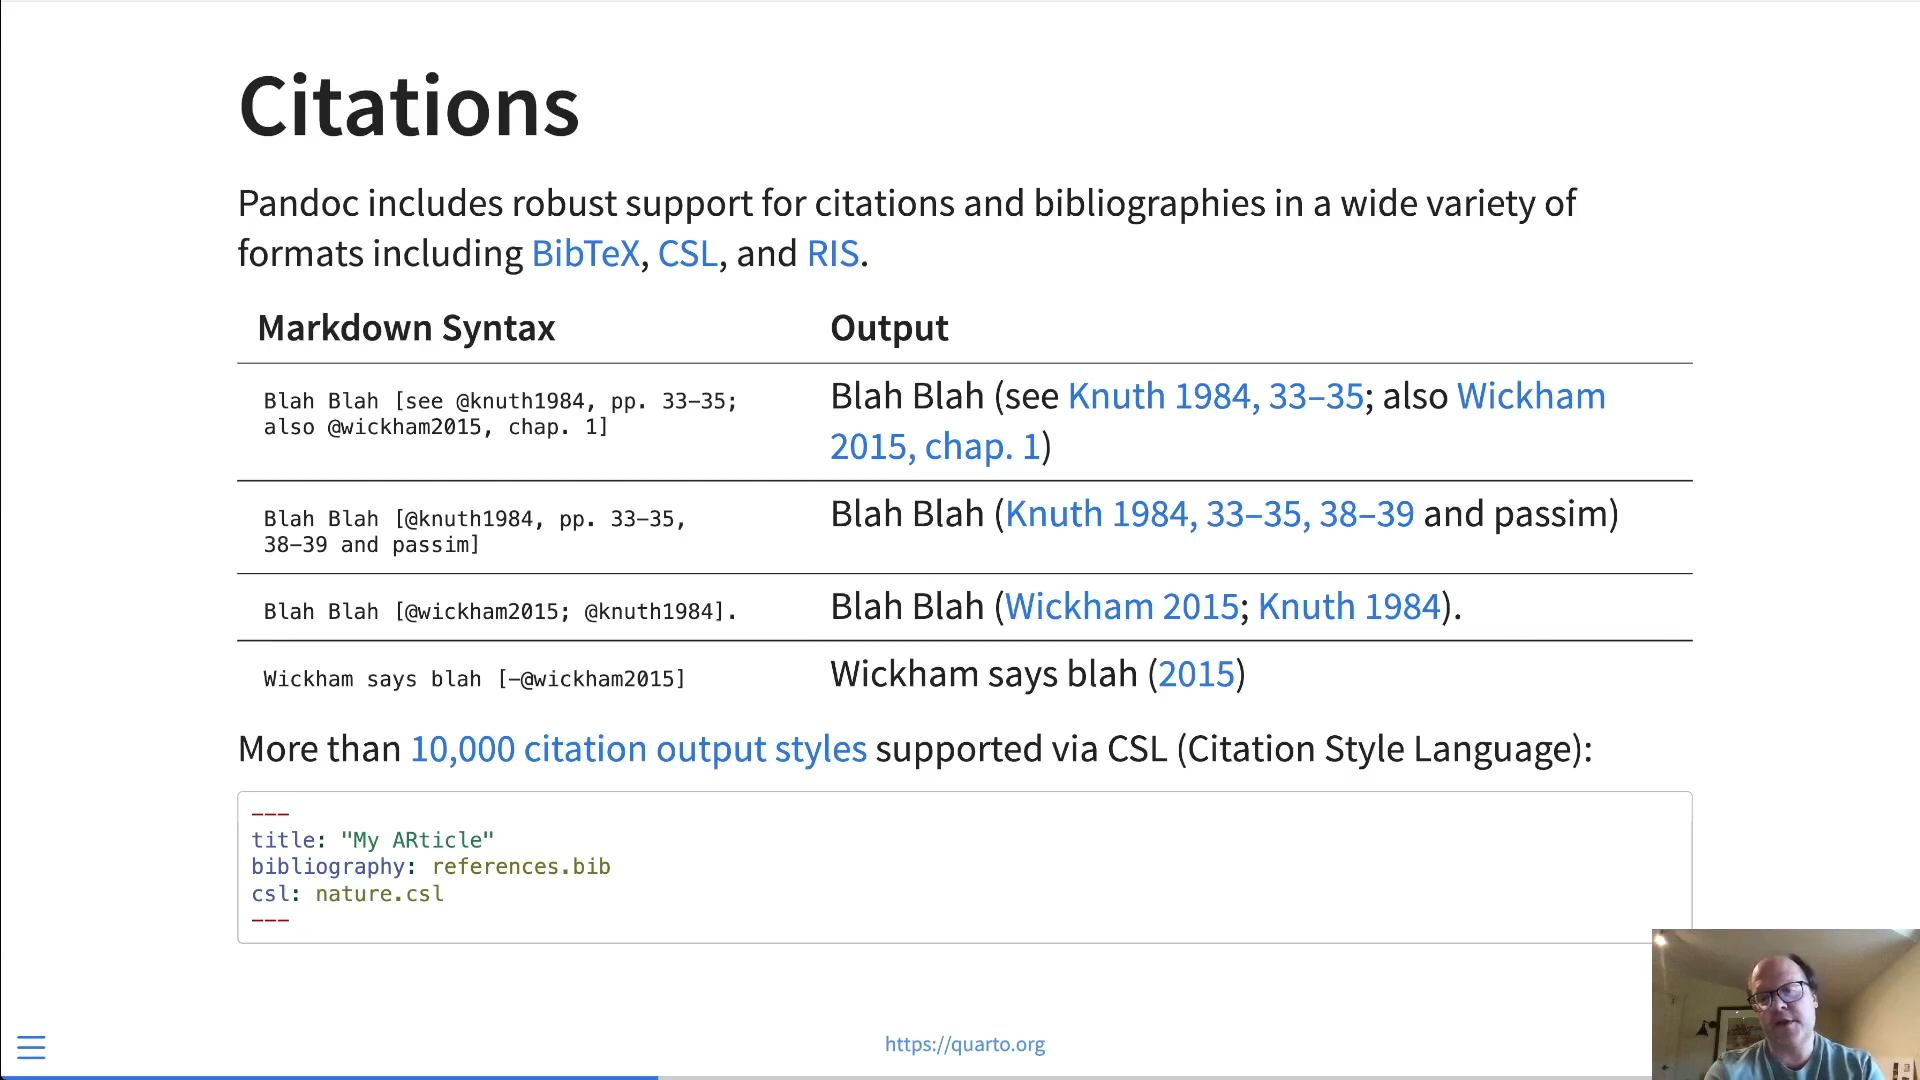 Citations
Pandoc includes robust support for citations and bibliographies in a wide variety of
formats including BibTeX, CSL, and RIS.
Markdown Syntax Output
Blah Blah [see @knuth1984, pp. 33–35;
also @wickham2015, chap. 1]
Blah Blah (see Knuth 1984, 33–35; also Wickham
2015, chap. 1)
Blah Blah [@knuth1984, pp. 33–35,
38–39 and passim]
Blah Blah (Knuth 1984, 33–35, 38–39 and passim)
Blah Blah [@wickham2015; @knuth1984].
Blah Blah (Wickham 2015; Knuth 1984).
Wickham says blah [–@wickham2015]
Wickham says blah (2015)
More than 10,000 citation output styles supported via CSL (Citation Style Language):
---
title: "My ARticle"
bibliography: references.bib
csl: nature.csl
---
https://quarto.org